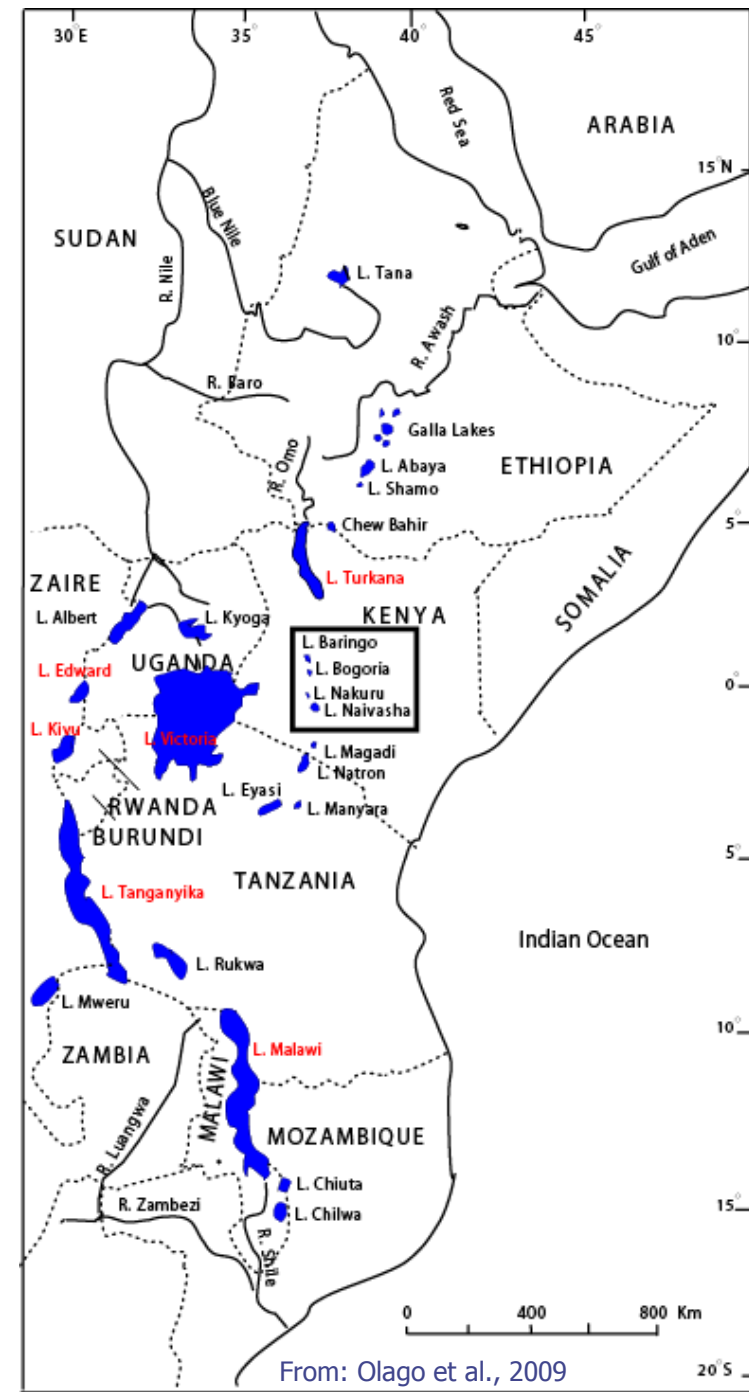 30 E
35
40
45
Red Sea
ARABIA
15°N
Blue Nile
SUDAN
R. Nile
Gulf of Aden
L. Tana
10°
R. Awash
R. Baro
Galla Lakes
R. Omo
L. Abaya
ETHIOPIA
L. Shamo
Chew Bahir
5°
ZAIRE
L. Turkana
SOMALIA
L. Albert
L. Kyoga
KENYA
L. Baringo
UGANDA
L. Edward
L. Bogoria
0°
L. Nakuru
L. Naivasha
L. Kivu
L. Victoria
L. Magadi
L. Natron
L. Eyasi
RWANDA
L. Manyara
BURUNDI
5°
TANZANIA
L. Tanganyika
Indian Ocean
L. Rukwa
L. Mweru
10°
ZAMBIA
L. Malawi
MALAWI
R. Luangwa
MOZAMBIQUE
L. Chiuta
R. Zambezi
L. Chilwa
15°
R. Shile
0 400 800 Km
From: Olago et al., 2009
20°S